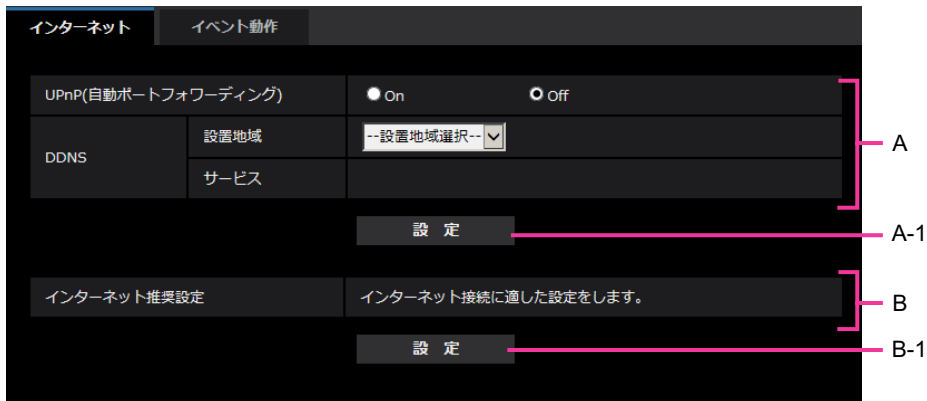 インターネット イベント動作
UPnP(自動ポートフォワーディング) On Off
DDNS 設置地域 --設置地域選択--
サービス
A
設 定
A-1
インターネット推奨設定 インターネット接続に適した設定をします。
B
設 定
B-1